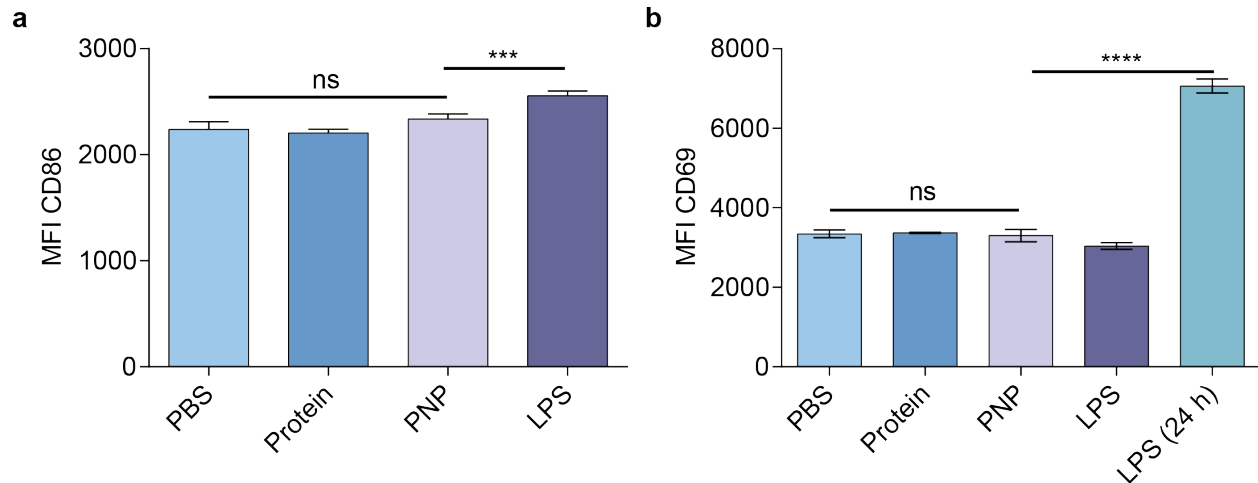 a
3000
2000
1000
0
MFI CD86
ns
***
PBS
Protein
PNP
LPS
b
8000
6000
4000
2000
0
MFI CD69
ns
****
PBS
Protein
PNP
LPS
LPS (24 h)